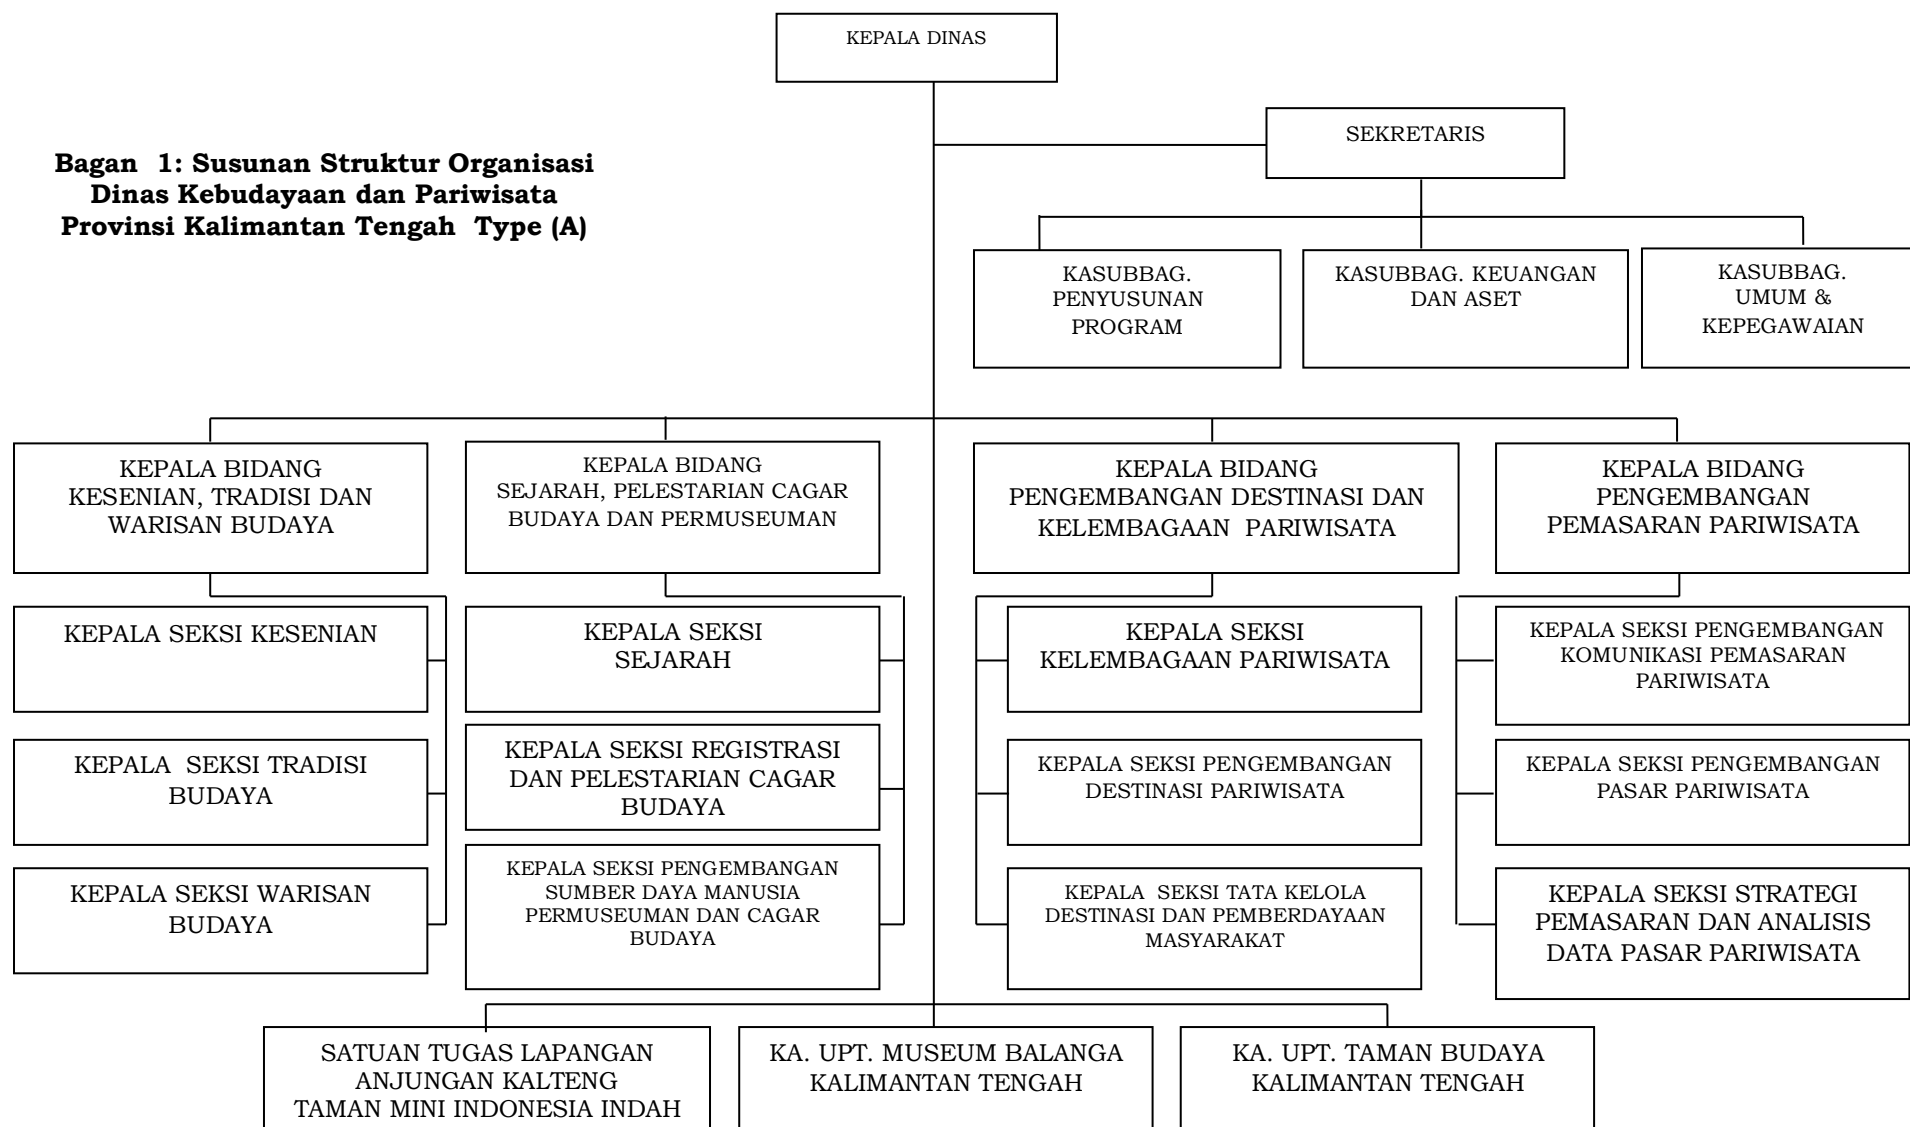 KEPALA DINAS
SEKRETARIS
Bagan 1: Susunan Struktur Organisasi
Dinas Kebudayaan dan Pariwisata
Provinsi Kalimantan Tengah Type (A)
KASUBBAG.
PENYUSUNAN
PROGRAM
KASUBBAG. KEUANGAN
DAN ASET
KASUBBAG.
UMUM &
KEPEGAWAIAN
KEPALA BIDANG
KESENIAN, TRADISI DAN
WARISAN BUDAYA
KEPALA BIDANG
SEJARAH, PELESTARIAN CAGAR
BUDAYA DAN PERMUSEUMAN
KEPALA BIDANG
PENGEMBANGAN DESTINASI DAN
KELEMBAGAAN PARIWISATA
KEPALA BIDANG
PENGEMBANGAN
PEMASARAN PARIWISATA
KEPALA SEKSI KESENIAN
KEPALA SEKSI
SEJARAH
KEPALA SEKSI
KELEMBAGAAN PARIWISATA
KEPALA SEKSI PENGEMBANGAN
KOMUNIKASI PEMASARAN
PARIWISATA
KEPALA SEKSI TRADISI
BUDAYA
KEPALA SEKSI REGISTRASI
DAN PELESTARIAN CAGAR
BUDAYA
KEPALA SEKSI PENGEMBANGAN
DESTINASI PARIWISATA
KEPALA SEKSI PENGEMBANGAN
PASAR PARIWISATA
KEPALA SEKSI WARISAN
BUDAYA
KEPALA SEKSI PENGEMBANGAN
SUMBER DAYA MANUSIA
PERMUSEUMAN DAN CAGAR
BUDAYA
KEPALA SEKSI TATA KELOLA
DESTINASI DAN PEMBERDAYAAN
MASYARAKAT
KEPALA SEKSI STRATEGI
PEMASARAN DAN ANALISIS
DATA PASAR PARIWISATA
SATUAN TUGAS LAPANGAN
ANJUNGAN KALTENG
TAMAN MINI INDONESIA INDAH
KA. UPT. MUSEUM BALANGA
KALIMANTAN TENGAH
KA. UPT. TAMAN BUDAYA
KALIMANTAN TENGAH